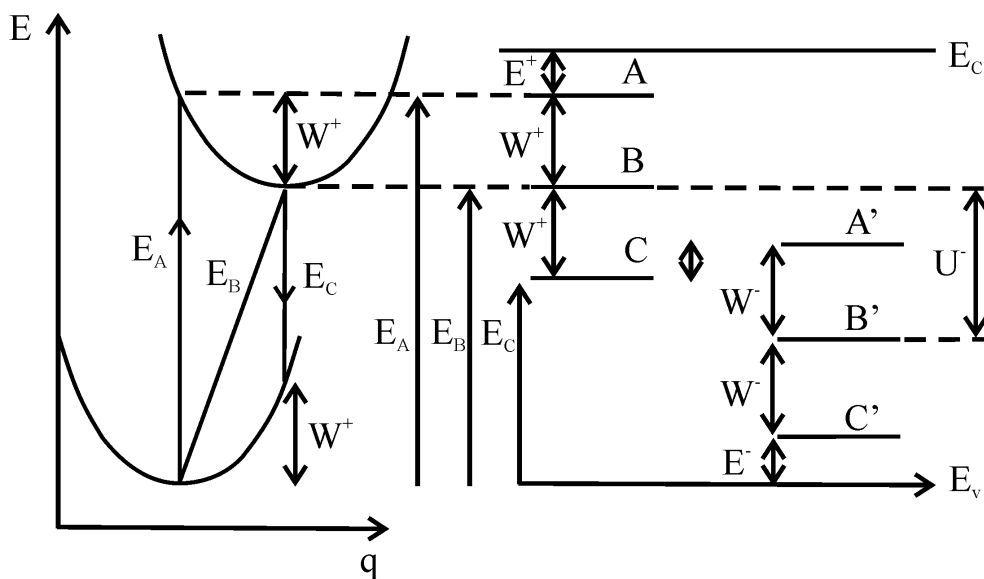 E
E⁺
A
E_C
W⁺
W⁺
B
W⁺
C
A’
U⁻
E_A
E_B
E_C
W⁻
E_A
E_B
E_C
B’
W⁻
W⁺
C’
E⁻
E_v
q